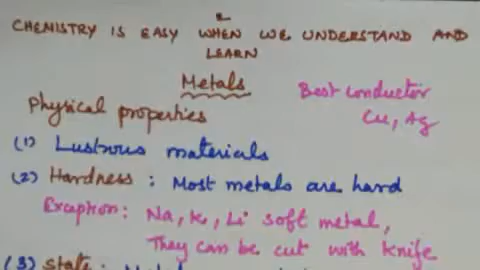 CHEMISTRY IS EASY WHEN WE UNDERSTAND AND
LEARN
Metals
Best conductor
Cu, Ag
Physical properties
(1) Lustrous materials
(2) Hardness : Most metals are hard
Exception: Na, K, Li soft metal,
They can be cut with knife
(3) State :